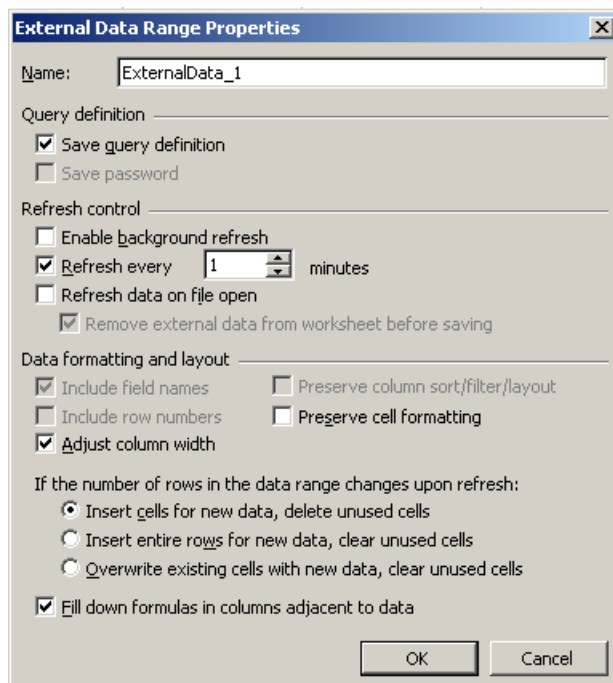 External Data Range Properties
Name: ExternalData_1
Query definition
Save query definition
Save password
Refresh control
Enable background refresh
Refresh every 1 minutes
Refresh data on file open
Remove external data from worksheet before saving
Data formatting and layout
Include field names Preserve column sort/filter/layout
Include row numbers Preserve cell formatting
Adjust column width
If the number of rows in the data range changes upon refresh:
Insert cells for new data, delete unused cells
Insert entire rows for new data, clear unused cells
Overwrite existing cells with new data, clear unused cells
Fill down formulas in columns adjacent to data
OK Cancel